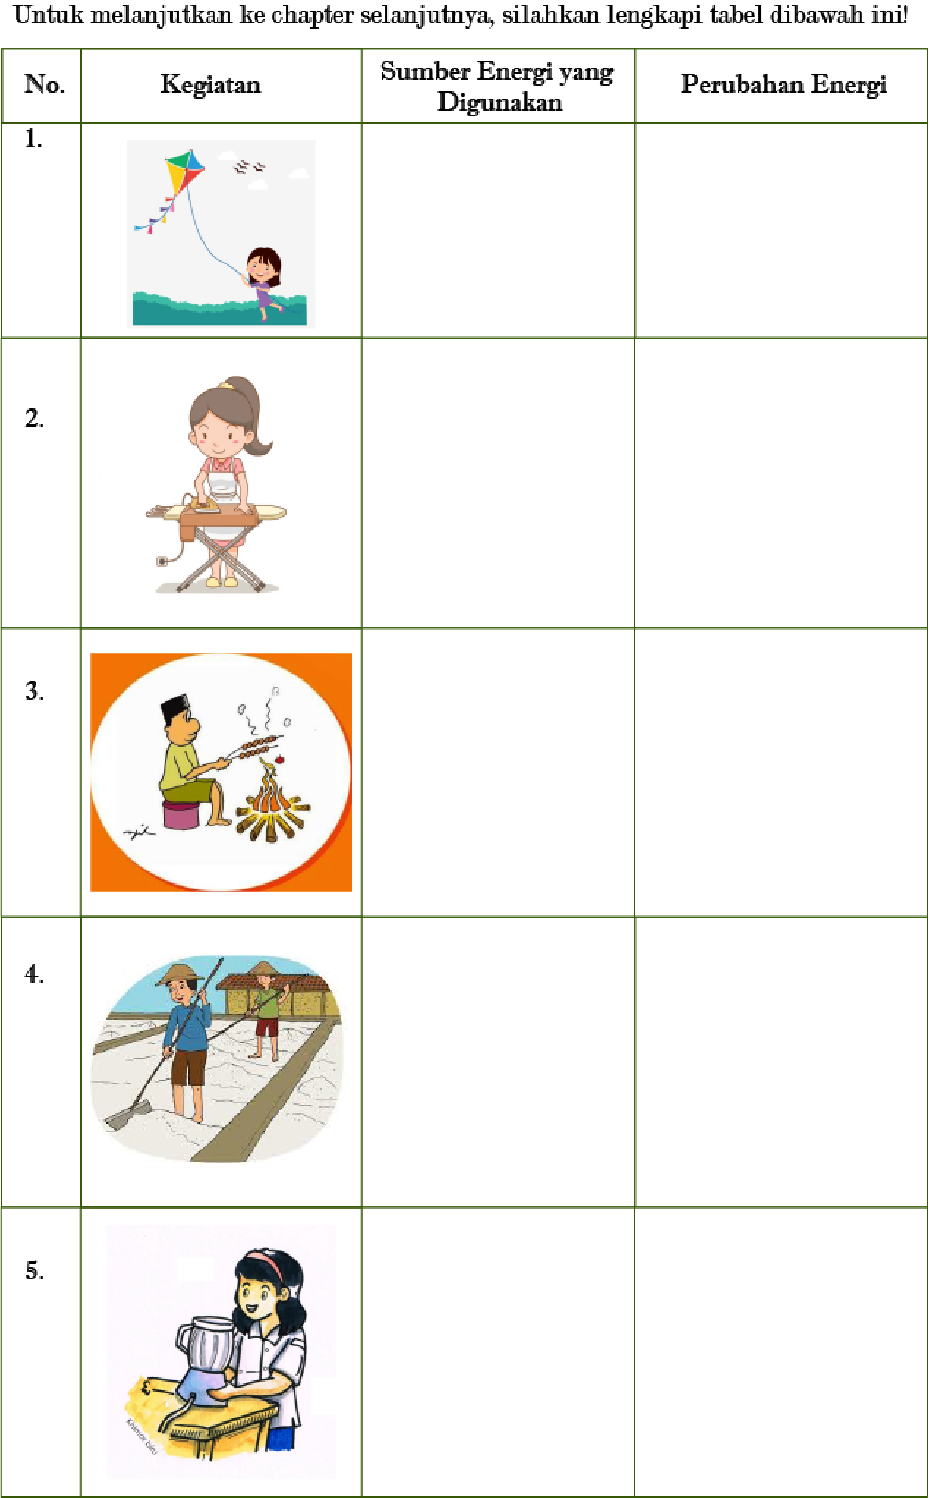 Untuk melanjutkan ke chapter selanjutnya, silahkan lengkapi tabel dibawah ini!
No.
Kegiatan
Sumber Energi yang
Digunakan
Perubahan Energi
1.
2.
3.
4.
5.